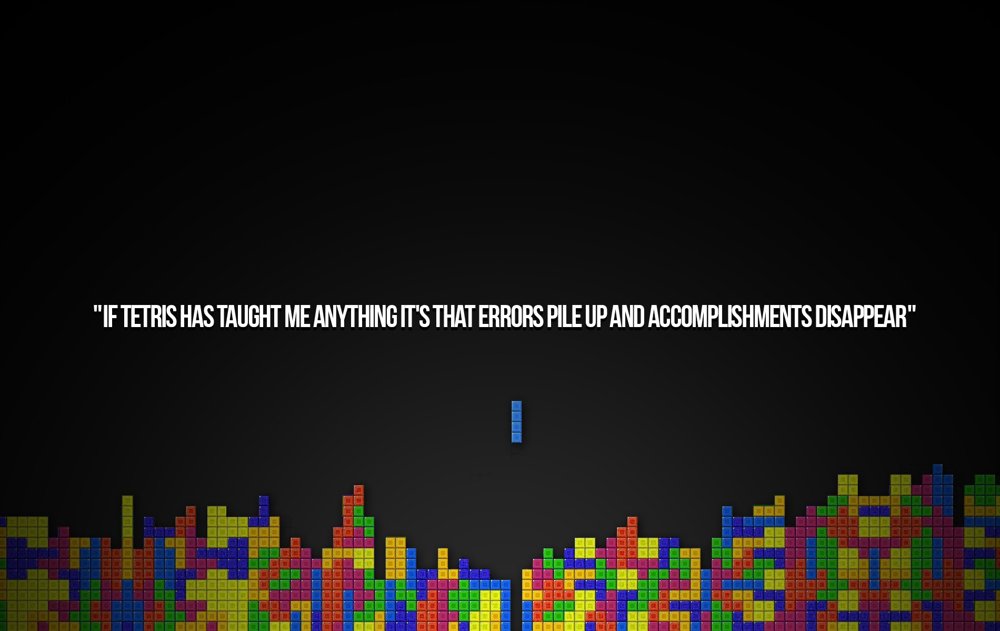 "IF TETRIS HAS TAUGHT ME ANYTHING IT'S THAT ERRORS PILE UP AND ACCOMPLISHMENTS DISAPPEAR"